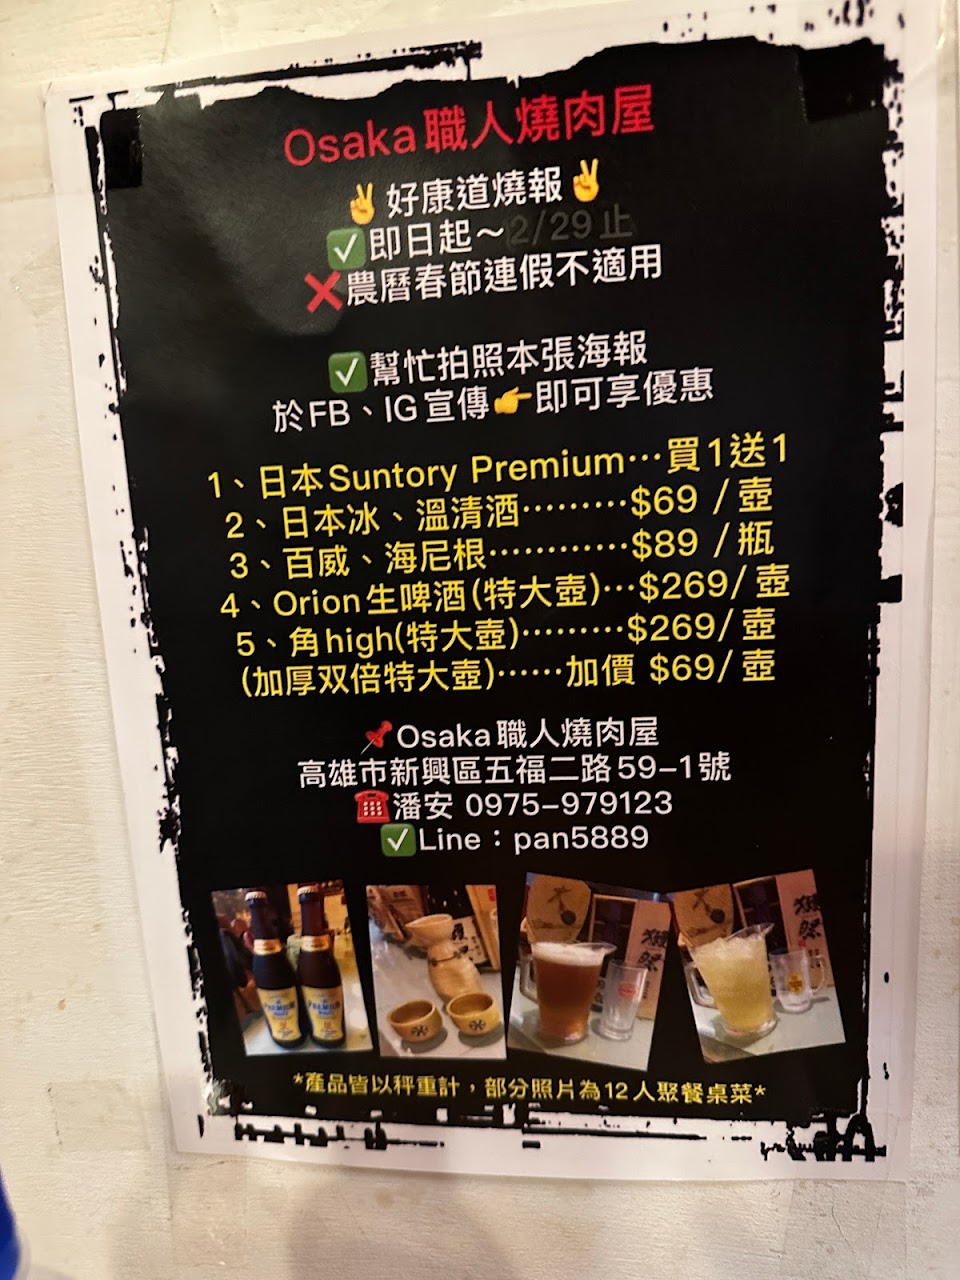 Osaka職人燒肉屋
✌好康道燒報✌
✅即日起～2/29止
❌農曆春節連假不適用
✅幫忙拍照本張海報
於FB、IG宣傳👉即可享優惠
1、日本Suntory Premium…買1送1
2、日本冰、溫清酒………$69 / 壺
3、百威、海尼根…………$89 / 瓶
4、Orion生啤酒(特大壺)…$269/ 壺
5、角high(特大壺)………$269/ 壺
(加厚双倍特大壺)……加價 $69/ 壺
📌Osaka職人燒肉屋
高雄市新興區五福二路59-1號
☎潘安 0975-979123
✅Line：pan5889
*產品皆以秤重計，部分照片為12人聚餐桌菜*